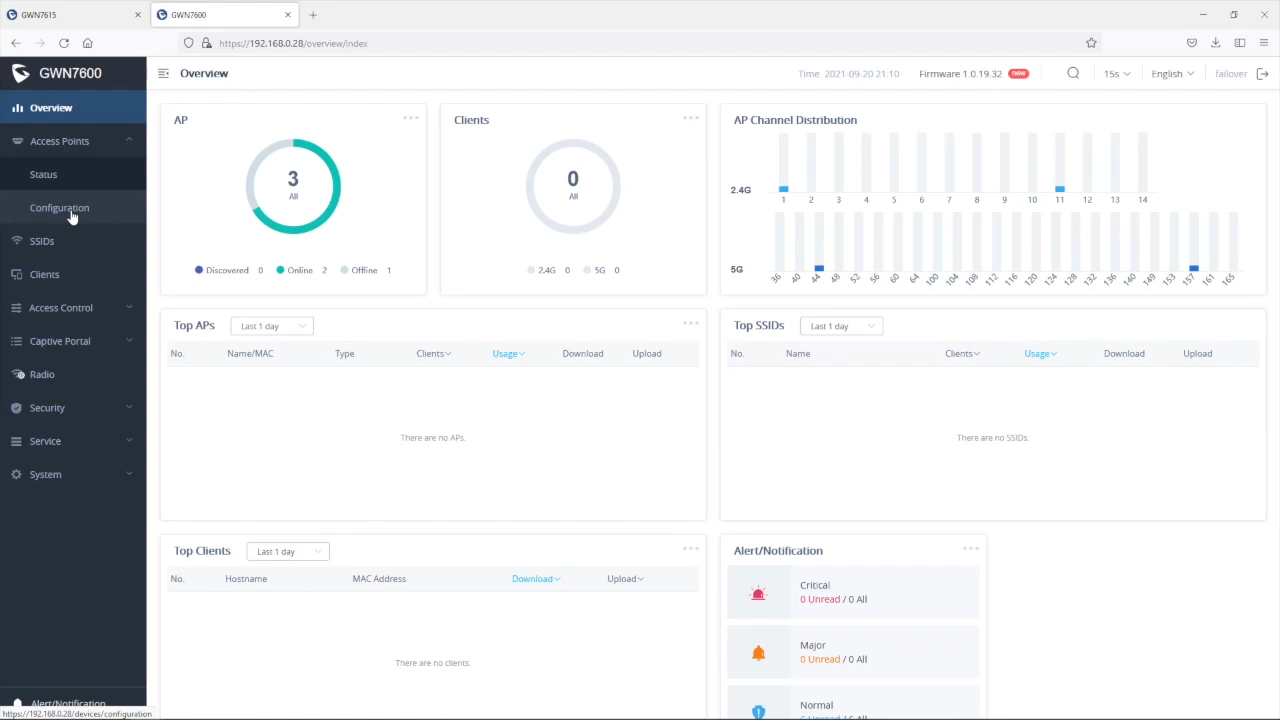 GWN7615
GWN7600
https://192.168.0.28/overview/index
GWN7600
Overview
Time 2021-09-20 21.10
Firmware 1.0.19.32 new
15s
English
failover
Overview
Access Points
Status
Configuration
SSIDs
Clients
Access Control
Captive Portal
Radio
Security
Service
System
Alert/Notification
https://192.168.0.28/devices/configuration
AP
3
All
Discovered 0 Online 2 Offline 1
Clients
0
All
2.4G 0 5G 0
AP Channel Distribution
2.4G
1 2 3 4 5 6 7 8 9 10 11 12 13 14
5G
36 40 44 48 52 56 60 64 100 104 108 112 116 120 124 128 132 136 140 149 153 157 161 165
Top APs Last 1 day
No. Name/MAC Type Clients Usage Download Upload
There are no APs.
Top SSIDs Last 1 day
No. Name Clients Usage Download Upload
There are no SSIDs.
Top Clients Last 1 day
No. Hostname MAC Address Download Upload
There are no clients.
Alert/Notification
Critical
0 Unread / 0 All
Major
0 Unread / 0 All
Normal